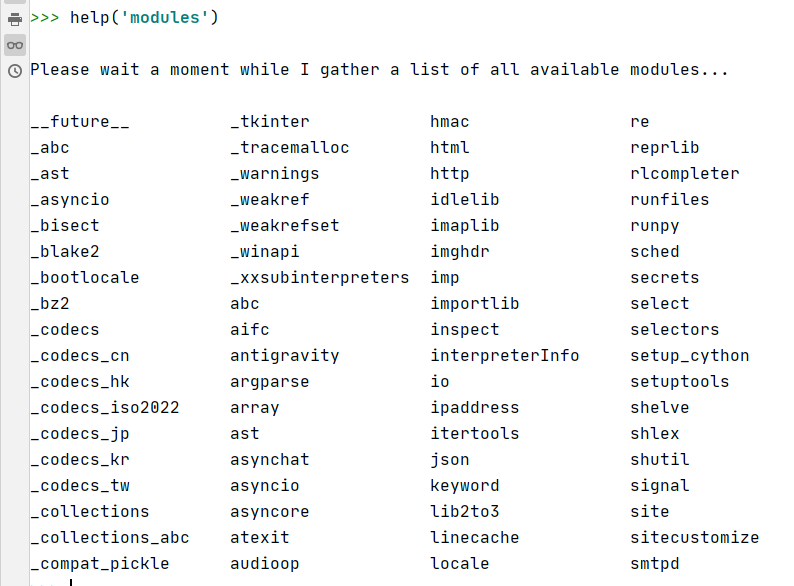 >>> help('modules')
Please wait a moment while I gather a list of all available modules...
__future__ _tkinter hmac re
_abc _tracemalloc html reprlib
_ast _warnings http rlcompleter
_asyncio _weakref idlelib runfiles
_bisect _weakrefset imaplib runpy
_blake2 _winapi imghdr sched
_bootlocale _xxsubinterpreters imp secrets
_bz2 abc importlib select
_codecs aifc inspect selectors
_codecs_cn antigravity interpreterInfo setup_cython
_codecs_hk argparse io setuptools
_codecs_iso2022 array ipaddress shelve
_codecs_jp ast itertools shlex
_codecs_kr asynchat json shutil
_codecs_tw asyncio keyword signal
_collections asyncore lib2to3 site
_collections_abc atexit linecache sitecustomize
_compat_pickle audioop locale smtpd